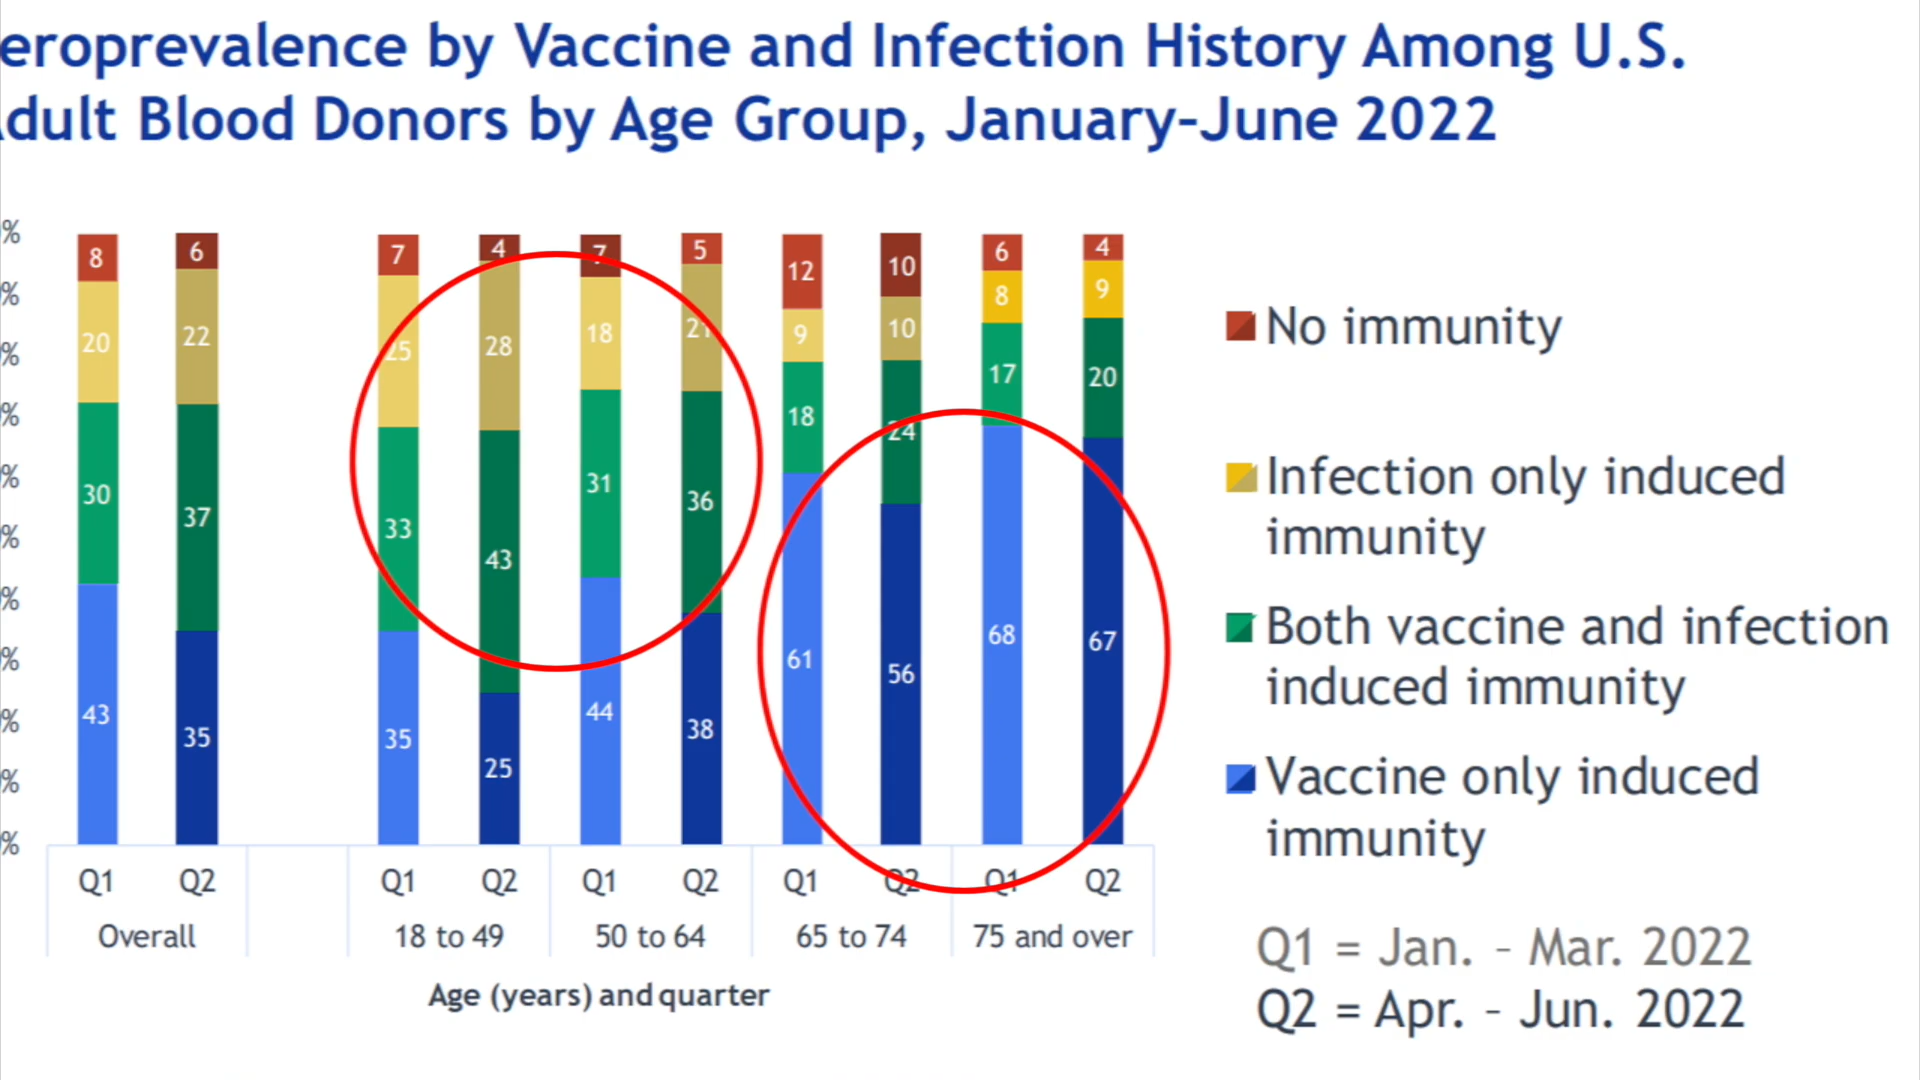 eroprevalence by Vaccine and Infection History Among U.S.
dult Blood Donors by Age Group, January-June 2022
%
%
%
%
%
%
%
%
%
%
%
8 6 7 4 7 5 12 10 6 4
20 22 25 28 18 21 9 10 8 9
30 37 33 43 31 36 18 24 17 20
43 35 35 25 44 38 61 56 68 67
Q1 Q2 Q1 Q2 Q1 Q2 Q1 Q2 Q1 Q2
Overall 18 to 49 50 to 64 65 to 74 75 and over
Age (years) and quarter
No immunity
Infection only induced
immunity
Both vaccine and infection
induced immunity
Vaccine only induced
immunity
Q1 = Jan. - Mar. 2022
Q2 = Apr. - Jun. 2022